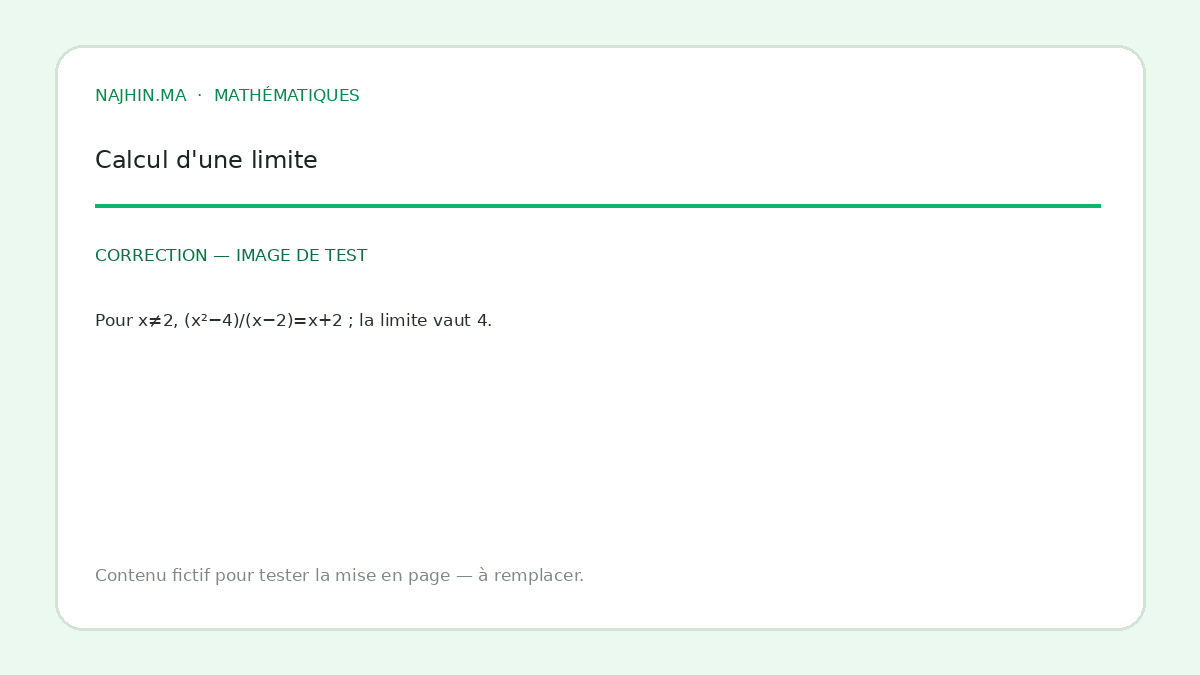 NAJHIN.MA · MATHÉMATIQUES
Calcul d'une limite
CORRECTION — IMAGE DE TEST
Pour x≠2, (x²−4)/(x−2)=x+2 ; la limite vaut 4.
Contenu fictif pour tester la mise en page — à remplacer.